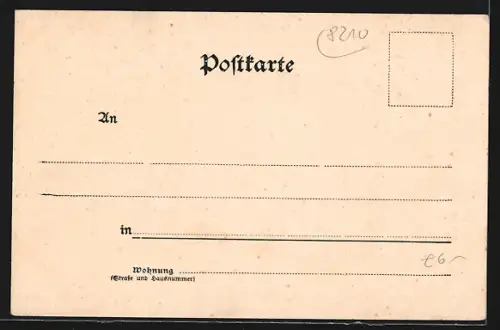 8210
Postkarte
An
in
Wohnung
(Straße und Hausnummer)